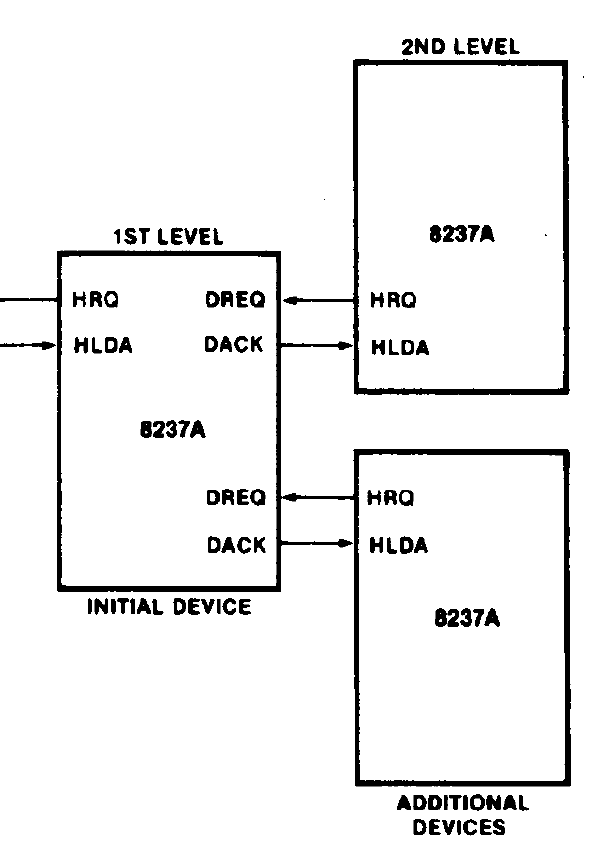 2ND LEVEL
8237A
HRQ
HLDA
1ST LEVEL
HRQ
DREQ
HLDA
DACK
8237A
DREQ
DACK
INITIAL DEVICE
HRQ
HLDA
8237A
ADDITIONAL
DEVICES